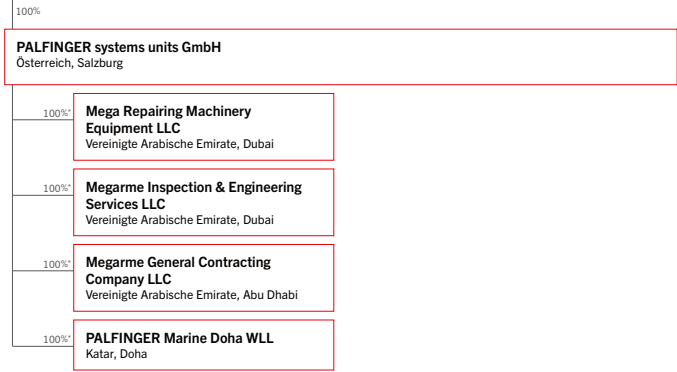 100%
PALFINGER systems units GmbH
Österreich, Salzburg
100%*
Mega Repairing Machinery
Equipment LLC
Vereinigte Arabische Emirate, Dubai
100%*
Megarme Inspection & Engineering
Services LLC
Vereinigte Arabische Emirate, Dubai
100%*
Megarme General Contracting
Company LLC
Vereinigte Arabische Emirate, Abu Dhabi
100%*
PALFINGER Marine Doha WLL
Katar, Doha